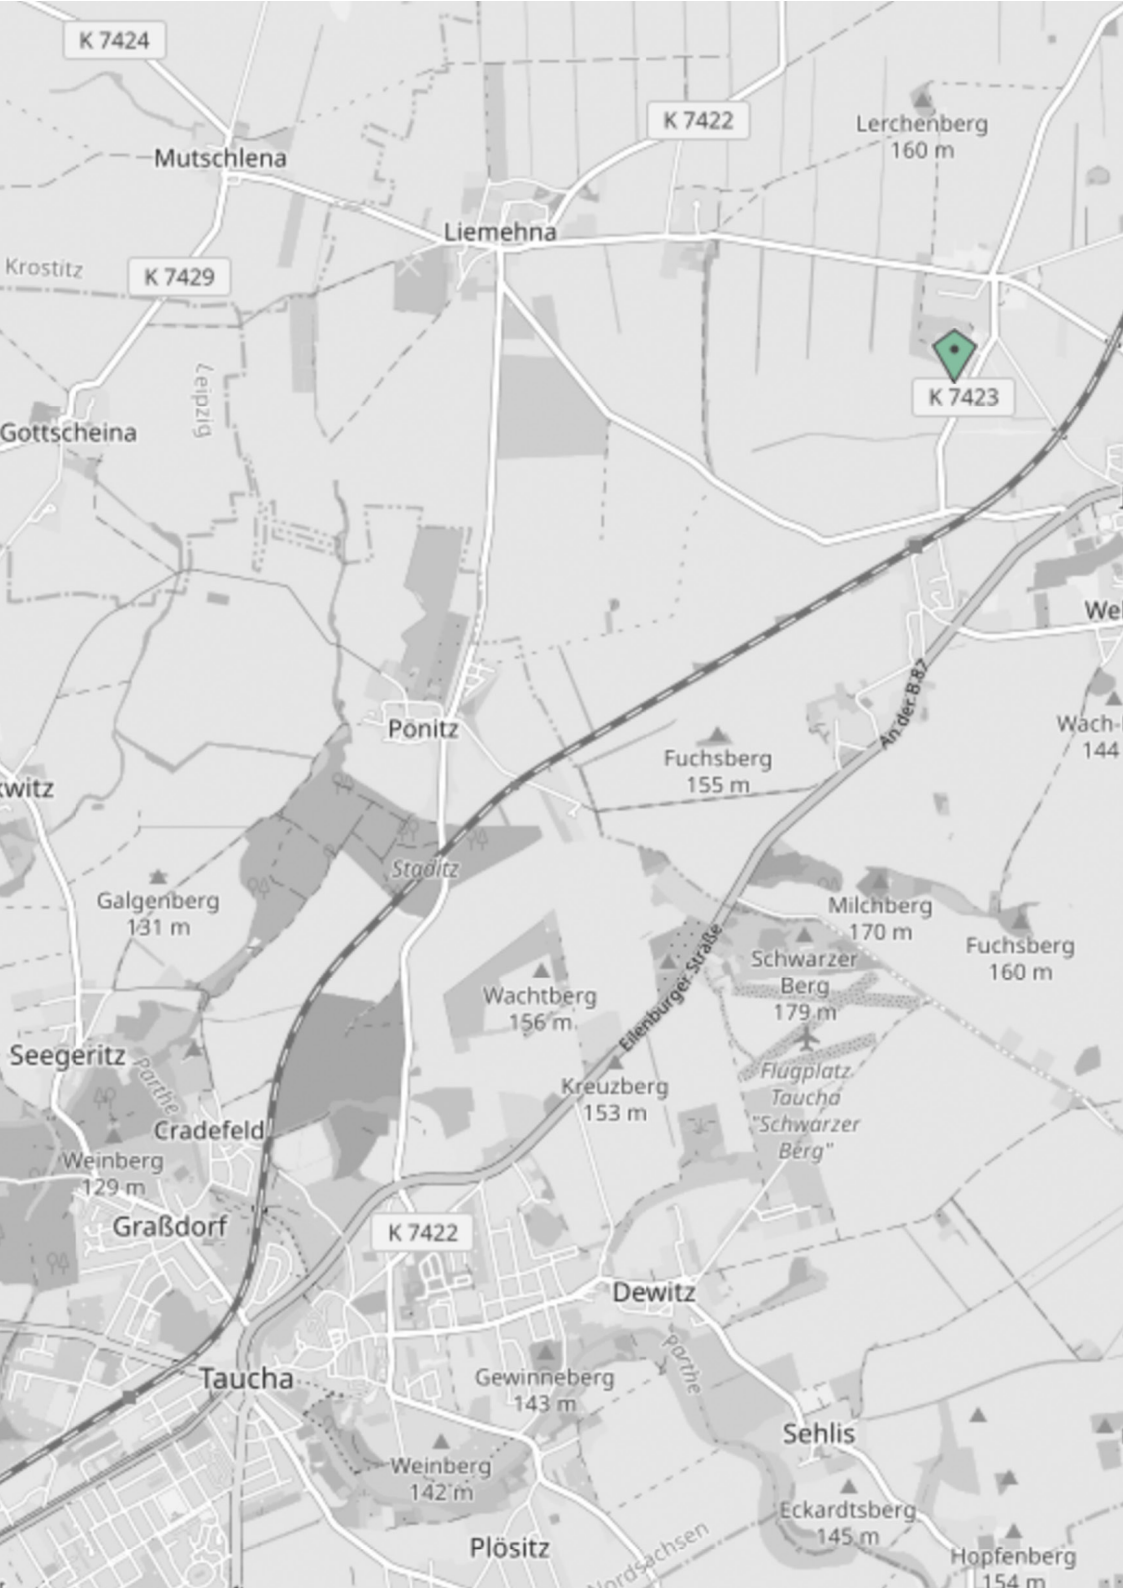 K 7424
K 7422
Lerchenberg
160 m
Mutschlena
Liemehna
Krostitz
K 7429
Leipzig
K 7423
Gottscheina
Pönitz
An der B 87
Fuchsberg
155 m
144
Staditz
Galgenberg
131 m
Milchberg
170 m
Fuchsberg
160 m
Schwarzer
Berg
179 m
Wachtberg
156 m
Eilenburger Straße
Seegeritz
Parthe
Kreuzberg
153 m
Flugplatz
Taucha
"Schwarzer
Berg"
Cradefeld
Weinberg
129 m
Graßdorf
K 7422
Dewitz
Parthe
Taucha
Gewinneberg
143 m
Sehlis
Weinberg
142 m
Eckardtsberg
145 m
Plösitz
Nordsachsen
Hopfenberg
154 m